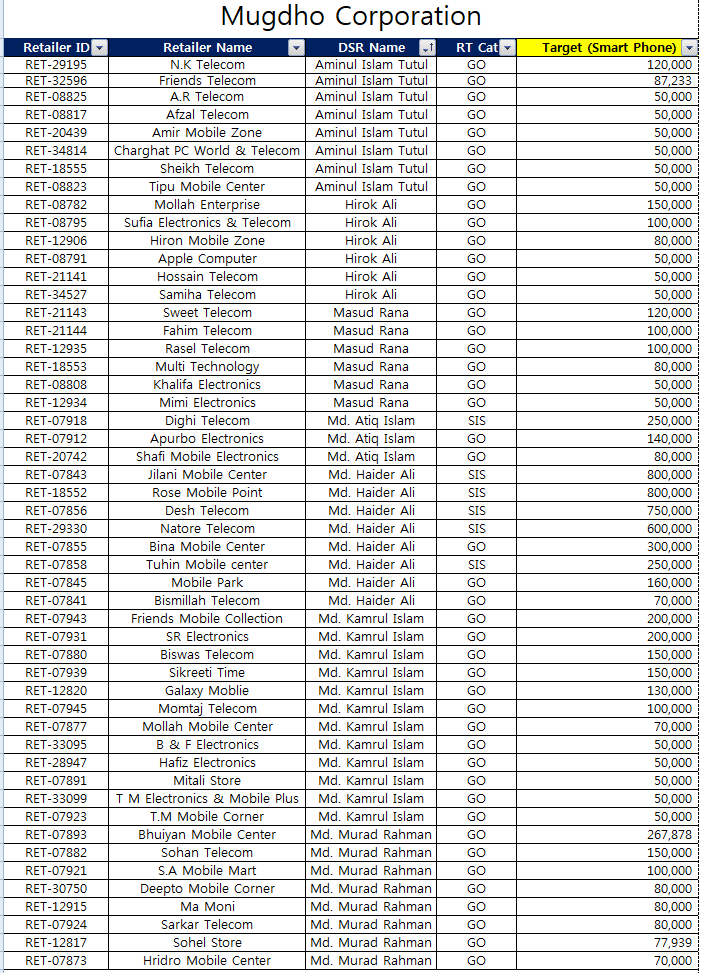 Mugdho Corporation
Retailer ID Retailer Name DSR Name RT Cat Target (Smart Phone)
RET-29195 N.K Telecom Aminul Islam Tutul GO 120,000
RET-32596 Friends Telecom Aminul Islam Tutul GO 87,233
RET-08825 A.R Telecom Aminul Islam Tutul GO 50,000
RET-08817 Afzal Telecom Aminul Islam Tutul GO 50,000
RET-20439 Amir Mobile Zone Aminul Islam Tutul GO 50,000
RET-34814 Charghat PC World & Telecom Aminul Islam Tutul GO 50,000
RET-18555 Sheikh Telecom Aminul Islam Tutul GO 50,000
RET-08823 Tipu Mobile Center Aminul Islam Tutul GO 50,000
RET-08782 Mollah Enterprise Hirok Ali GO 150,000
RET-08795 Sufia Electronics & Telecom Hirok Ali GO 100,000
RET-12906 Hiron Mobile Zone Hirok Ali GO 80,000
RET-08791 Apple Computer Hirok Ali GO 50,000
RET-21141 Hossain Telecom Hirok Ali GO 50,000
RET-34527 Samiha Telecom Hirok Ali GO 50,000
RET-21143 Sweet Telecom Masud Rana GO 120,000
RET-21144 Fahim Telecom Masud Rana GO 100,000
RET-12935 Rasel Telecom Masud Rana GO 100,000
RET-18553 Multi Technology Masud Rana GO 80,000
RET-08808 Khalifa Electronics Masud Rana GO 50,000
RET-12934 Mimi Electronics Masud Rana GO 50,000
RET-07918 Dighi Telecom Md. Atiq Islam SIS 250,000
RET-07912 Apurbo Electronics Md. Atiq Islam GO 140,000
RET-20742 Shafi Mobile Electronics Md. Atiq Islam GO 80,000
RET-07843 Jilani Mobile Center Md. Haider Ali SIS 800,000
RET-18552 Rose Mobile Point Md. Haider Ali SIS 800,000
RET-07856 Desh Telecom Md. Haider Ali SIS 750,000
RET-29330 Natore Telecom Md. Haider Ali SIS 600,000
RET-07855 Bina Mobile Center Md. Haider Ali GO 300,000
RET-07858 Tuhin Mobile center Md. Haider Ali SIS 250,000
RET-07845 Mobile Park Md. Haider Ali GO 160,000
RET-07841 Bismillah Telecom Md. Haider Ali GO 70,000
RET-07943 Friends Mobile Collection Md. Kamrul Islam GO 200,000
RET-07931 SR Electronics Md. Kamrul Islam GO 200,000
RET-07880 Biswas Telecom Md. Kamrul Islam GO 150,000
RET-07939 Sikreeti Time Md. Kamrul Islam GO 150,000
RET-12820 Galaxy Moblie Md. Kamrul Islam GO 130,000
RET-07945 Momtaj Telecom Md. Kamrul Islam GO 100,000
RET-07877 Mollah Mobile Center Md. Kamrul Islam GO 70,000
RET-33095 B & F Electronics Md. Kamrul Islam GO 50,000
RET-28947 Hafiz Electronics Md. Kamrul Islam GO 50,000
RET-07891 Mitali Store Md. Kamrul Islam GO 50,000
RET-33099 T M Electronics & Mobile Plus Md. Kamrul Islam GO 50,000
RET-07923 T.M Mobile Corner Md. Kamrul Islam GO 50,000
RET-07893 Bhuiyan Mobile Center Md. Murad Rahman GO 267,878
RET-07882 Sohan Telecom Md. Murad Rahman GO 150,000
RET-07921 S.A Mobile Mart Md. Murad Rahman GO 100,000
RET-30750 Deepto Mobile Corner Md. Murad Rahman GO 80,000
RET-12915 Ma Moni Md. Murad Rahman GO 80,000
RET-07924 Sarkar Telecom Md. Murad Rahman GO 80,000
RET-12817 Sohel Store Md. Murad Rahman GO 77,939
RET-07873 Hridro Mobile Center Md. Murad Rahman GO 70,000